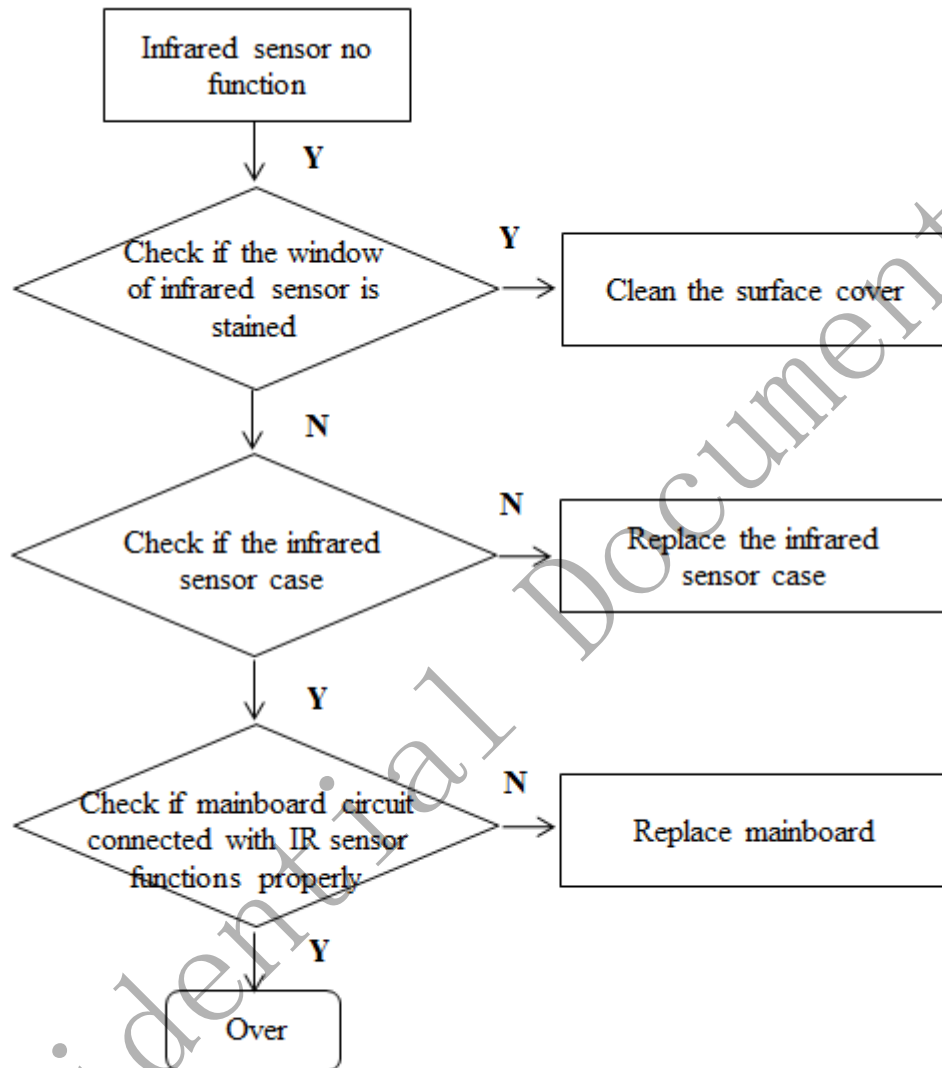 Infrared sensor no
function
Y
Check if the window
of infrared sensor is
stained
Y
Clean the surface cover
N
Check if the infrared
sensor case
N
Replace the infrared
sensor case
Y
Check if mainboard circuit
connected with IR sensor
functions properly
N
Replace mainboard
Y
Over
idential Document